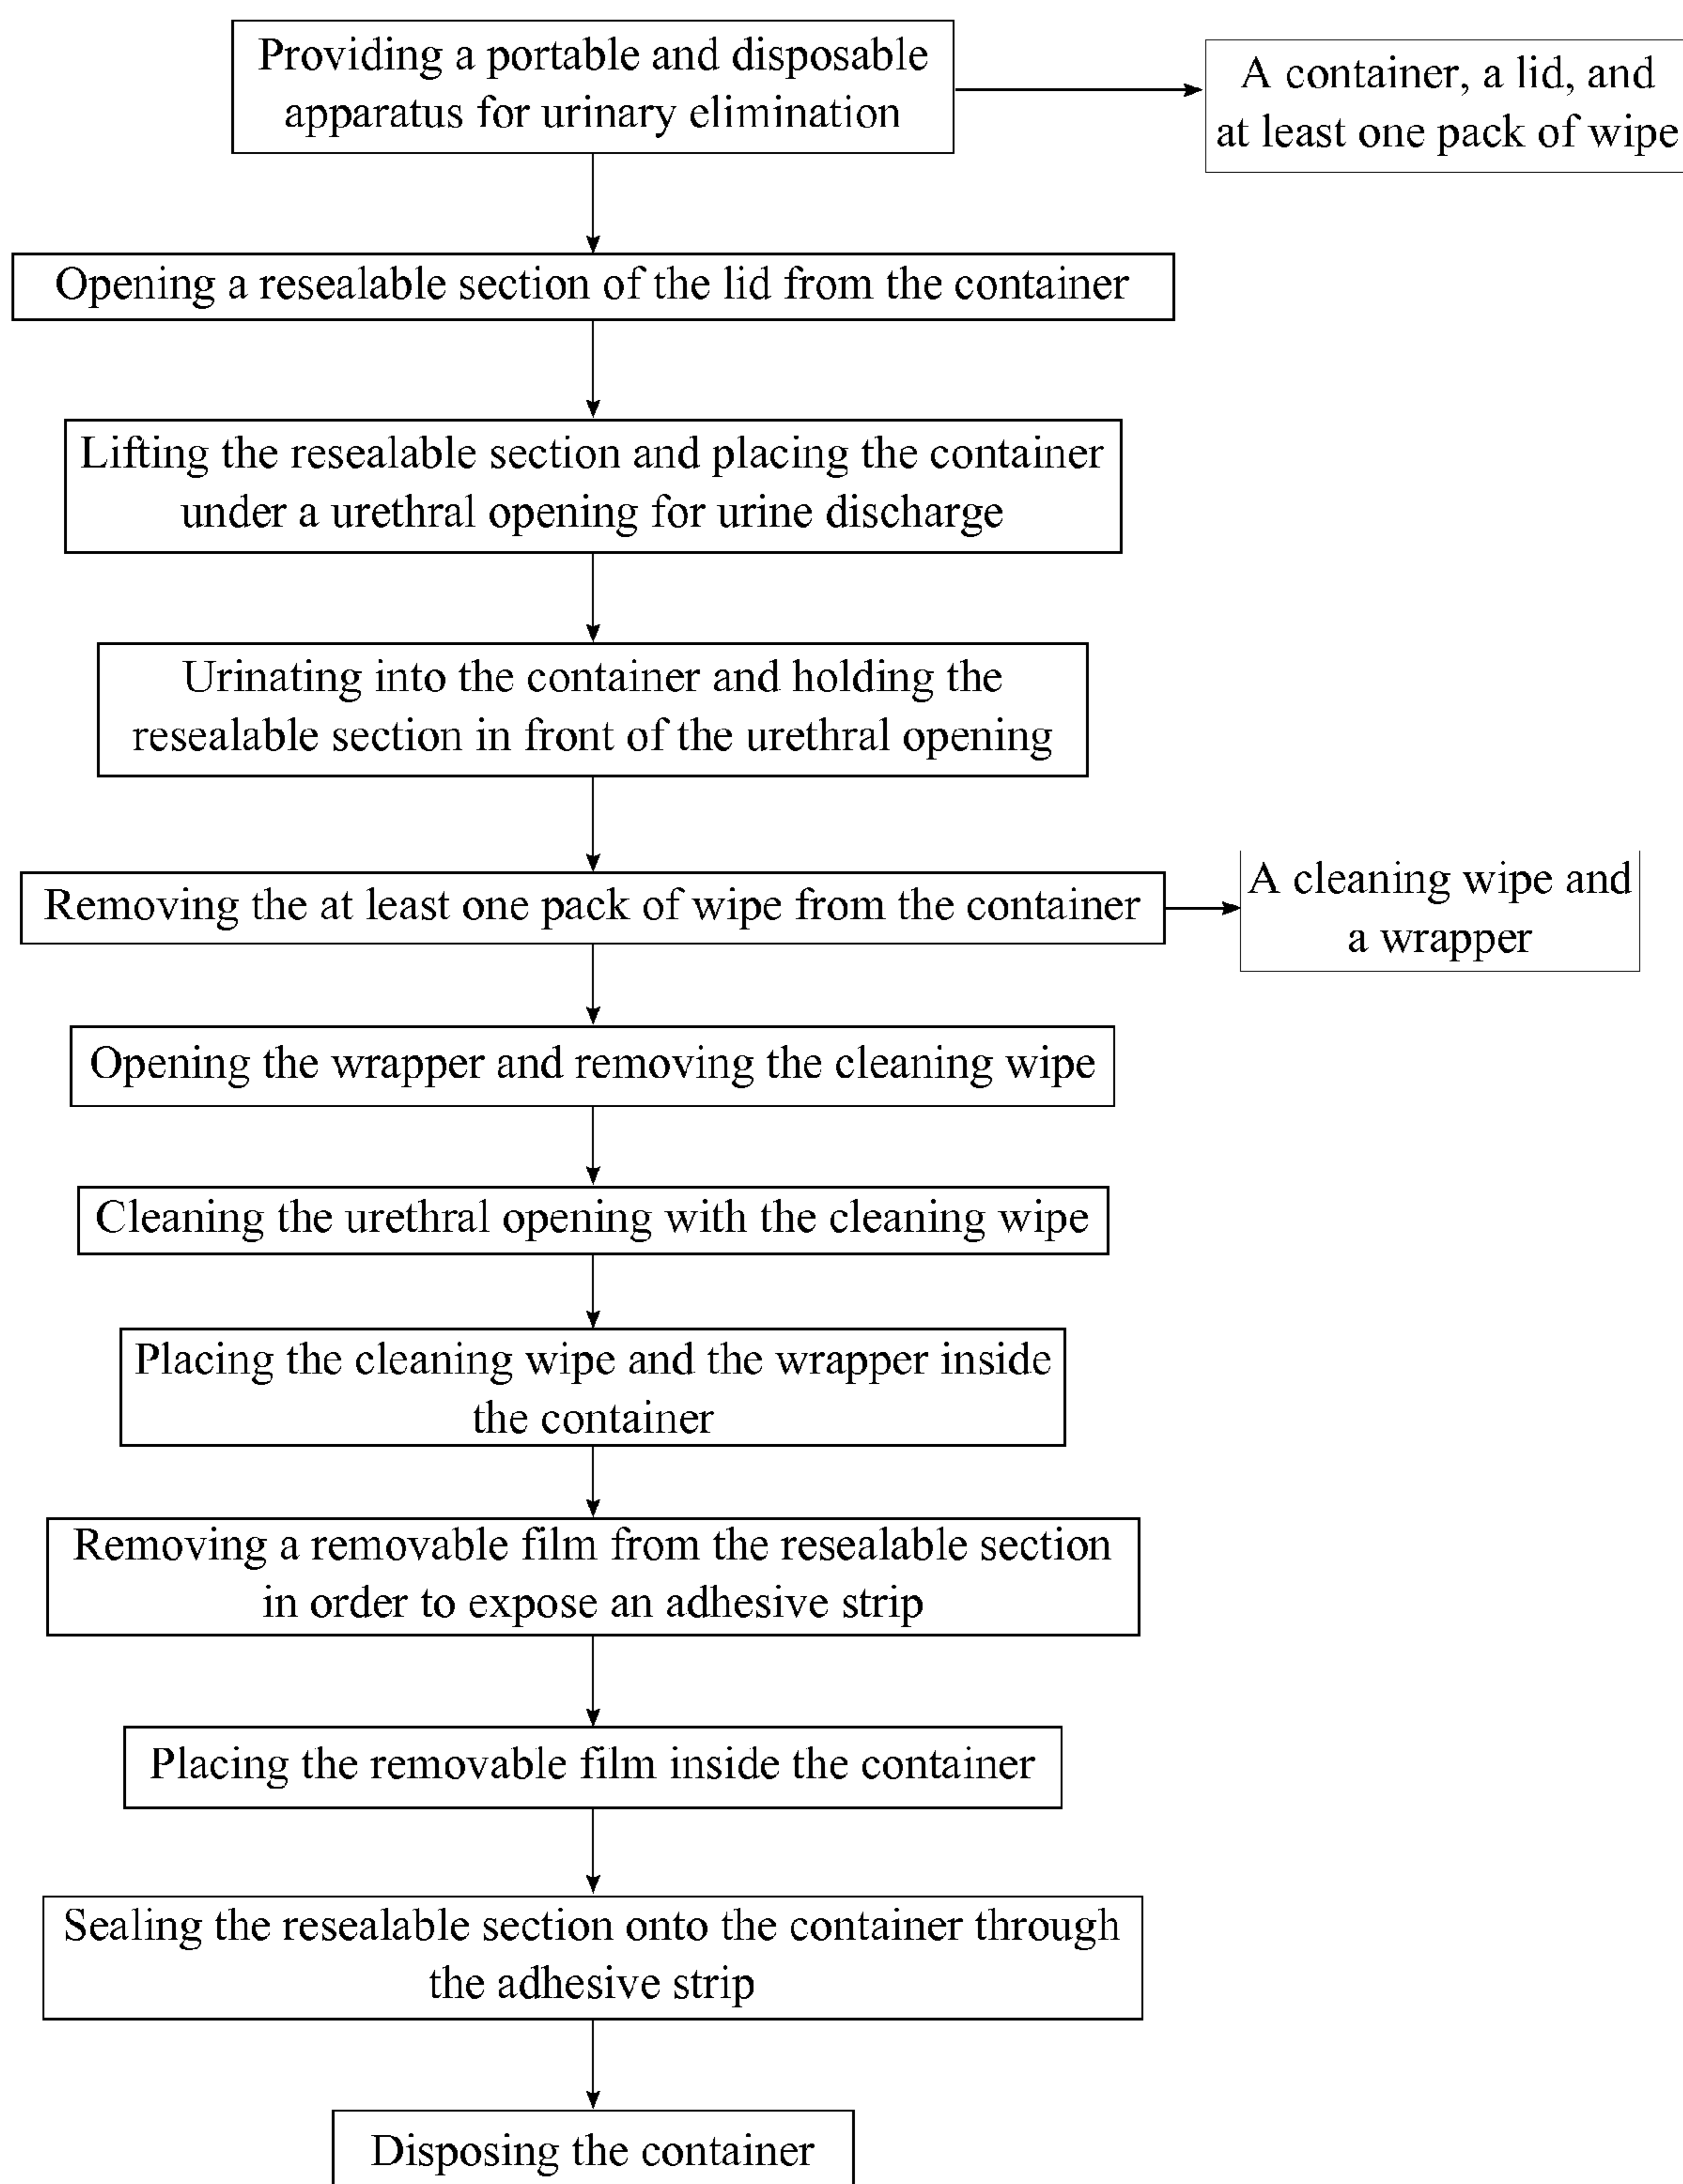 Providing a portable and disposable
apparatus for urinary elimination
A container, a lid, and
at least one pack of wipe
Opening a resealable section of the lid from the container
Lifting the resealable section and placing the container
under a urethral opening for urine discharge
Urinating into the container and holding the
resealable section in front of the urethral opening
Removing the at least one pack of wipe from the container
A cleaning wipe and
a wrapper
Opening the wrapper and removing the cleaning wipe
Cleaning the urethral opening with the cleaning wipe
Placing the cleaning wipe and the wrapper inside
the container
Removing a removable film from the resealable section
in order to expose an adhesive strip
Placing the removable film inside the container
Sealing the resealable section onto the container through
the adhesive strip
Disposing the container